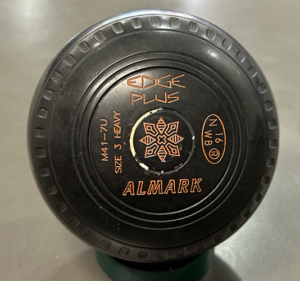 EDGE
PLUS
M41-7U
SIZE 3 HEAVY
N 16 R
WB
ALMARK